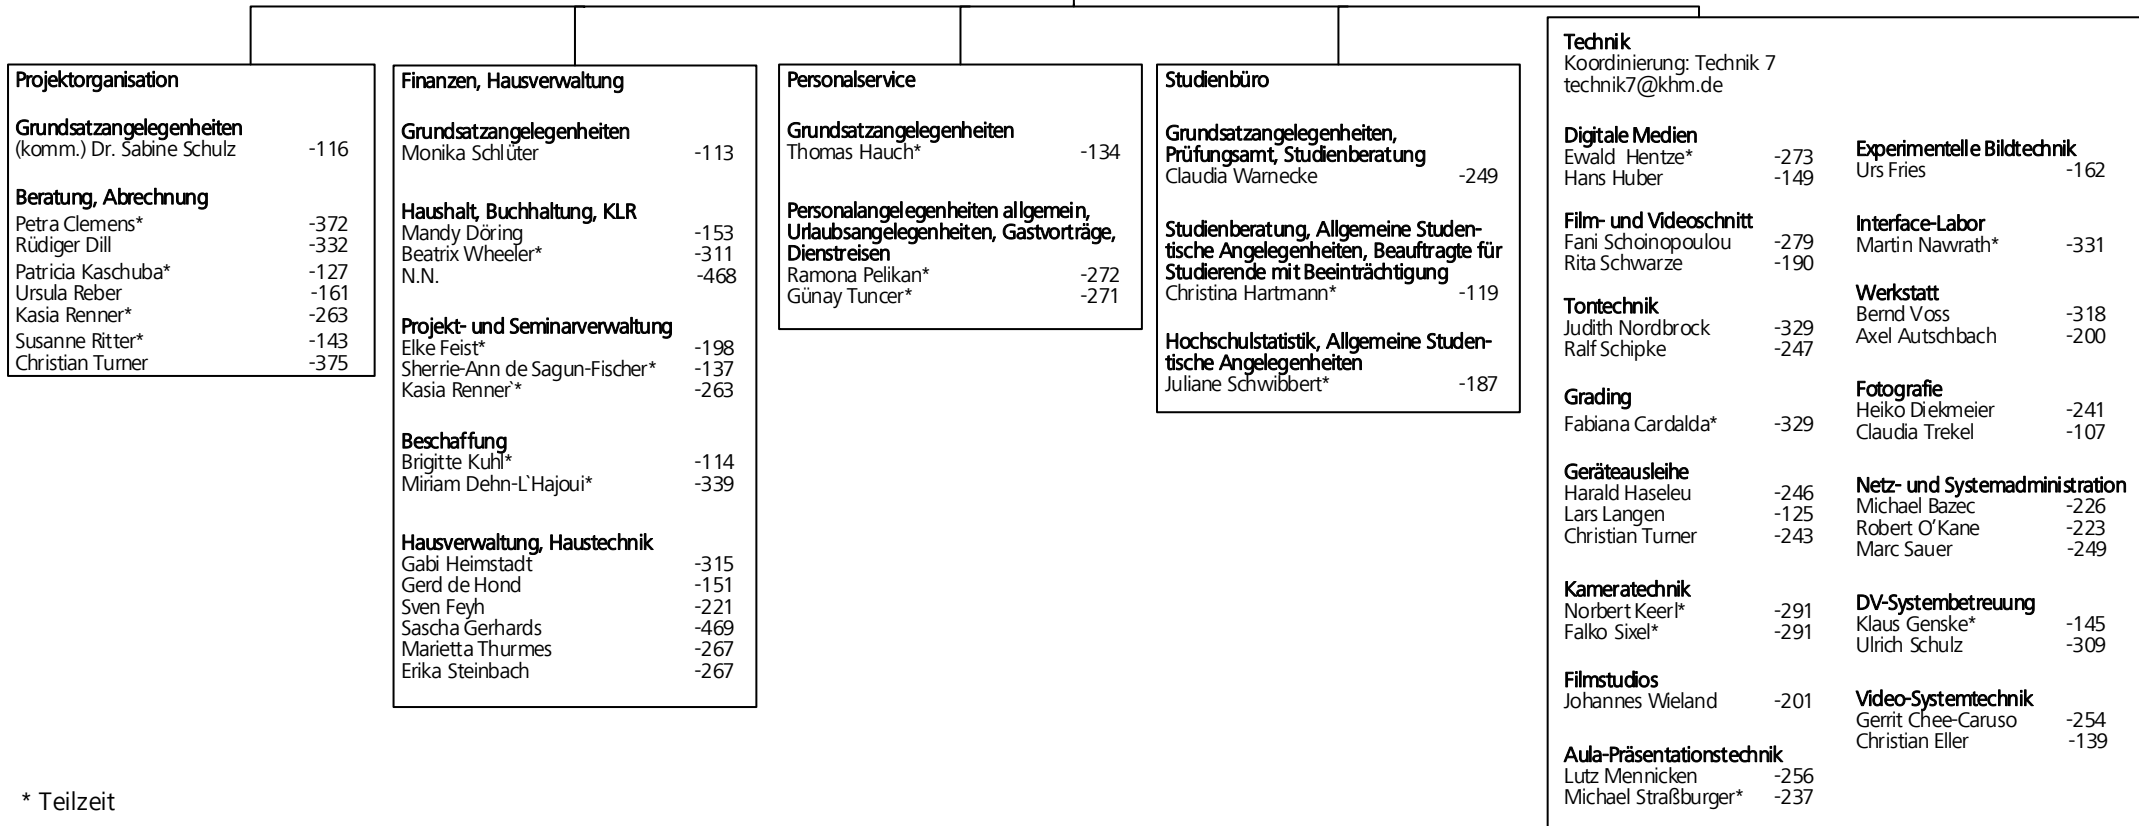 Projektorganisation
Grundsatzangelegenheiten
(komm.) Dr. Sabine Schulz -116
Beratung, Abrechnung
Petra Clemens* -372
Rüdiger Dill -332
Patricia Kaschuba* -127
Ursula Reber -161
Kasia Renner* -263
Susanne Ritter* -143
Christian Turner -375
Finanzen, Hausverwaltung
Grundsatzangelegenheiten
Monika Schlüter -113
Haushalt, Buchhaltung, KLR
Mandy Döring -153
Beatrix Wheeler* -311
N.N. -468
Projekt- und Seminarverwaltung
Elke Feist* -198
Sherrie-Ann de Sagun-Fischer* -137
Kasia Renner`* -263
Beschaffung
Brigitte Kuhl* -114
Miriam Dehn-L`Hajoui* -339
Hausverwaltung, Haustechnik
Gabi Heimstadt -315
Gerd de Hond -151
Sven Feyh -221
Sascha Gerhards -469
Marietta Thurmes -267
Erika Steinbach -267
Personalservice
Grundsatzangelegenheiten
Thomas Hauch* -134
Personalangelegenheiten allgemein,
Urlaubsangelegenheiten, Gastvorträge,
Dienstreisen
Ramona Pelikan* -272
Günay Tuncer* -271
Studienbüro
Grundsatzangelegenheiten,
Prüfungsamt, Studienberatung
Claudia Warnecke -249
Studienberatung, Allgemeine Studen-
tische Angelegenheiten, Beauftragte für
Studierende mit Beeinträchtigung
Christina Hartmann* -119
Hochschulstatistik, Allgemeine Studen-
tische Angelegenheiten
Juliane Schwibbert* -187
Technik
Koordinierung: Technik 7
technik7@khm.de
Digitale Medien
Ewald Hentze* -273
Hans Huber -149
Film- und Videoschnitt
Fani Schoinopoulou -279
Rita Schwarze -190
Tontechnik
Judith Nordbrock -329
Ralf Schipke -247
Grading
Fabiana Cardalda* -329
Geräteausleihe
Harald Haseleu -246
Lars Langen -125
Christian Turner -243
Kameratechnik
Norbert Keerl* -291
Falko Sixel* -291
Filmstudios
Johannes Wieland -201
Aula-Präsentationstechnik
Lutz Mennicken -256
Michael Straßburger* -237
Experimentelle Bildtechnik
Urs Fries -162
Interface-Labor
Martin Nawrath* -331
Werkstatt
Bernd Voss -318
Axel Autschbach -200
Fotografie
Heiko Diekmeier -241
Claudia Trekel -107
Netz- und Systemadministration
Michael Bazec -226
Robert O’Kane -223
Marc Sauer -249
DV-Systembetreuung
Klaus Genske* -145
Ulrich Schulz -309
Video-Systemtechnik
Gerrit Chee-Caruso -254
Christian Eller -139
* Teilzeit